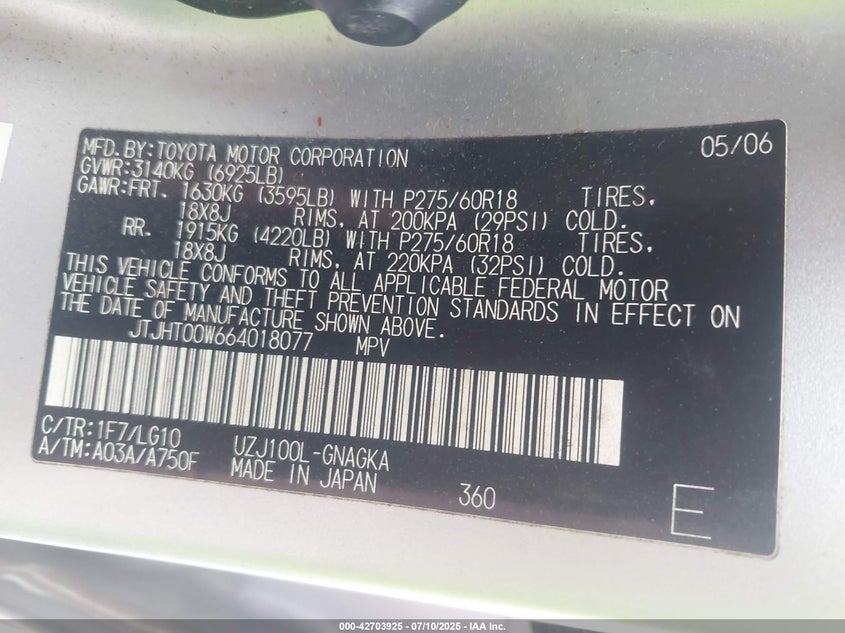 MFD.BY:TOYOTA MOTOR CORPORATION 05/06
GVWR:3140KG (6925LB)
GAWR:FRT. 1630KG (3595LB) WITH P275/60R18 TIRES,
18X8J RIMS, AT 200KPA (29PSI) COLD.
RR. 1915KG (4220LB) WITH P275/60R18 TIRES,
18X8J RIMS, AT 220KPA (32PSI) COLD.
THIS VEHICLE CONFORMS TO ALL APPLICABLE FEDERAL MOTOR
VEHICLE SAFETY AND THEFT PREVENTION STANDARDS IN EFFECT ON
THE DATE OF MANUFACTURE SHOWN ABOVE.
JTJHT00W664018077 MPV
C/TR:1F7/LG10 UZJ100L-GNAGKA
A/TM:A03A/A750F MADE IN JAPAN 360 E
000-42703925 - 07/10/2025 - IAA Inc.